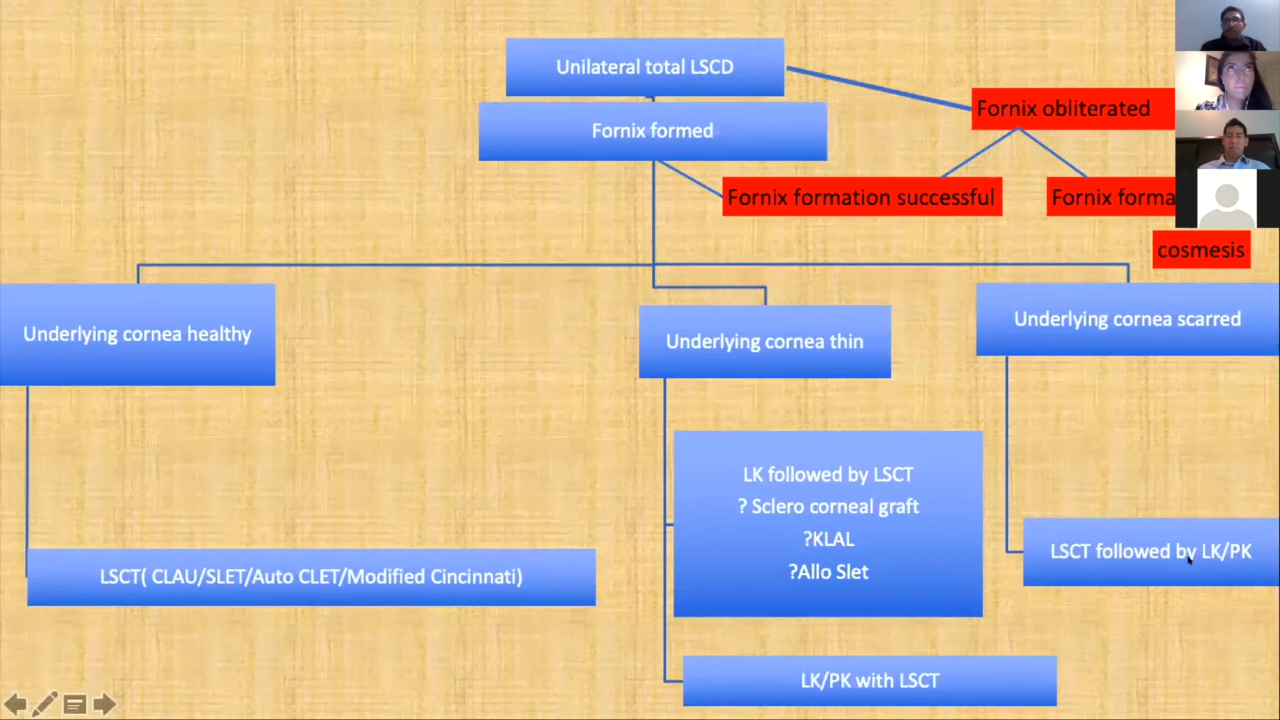 Unilateral total LSCD
Fornix obliterated
Fornix formed
Fornix formation successful
Fornix
cosmesis
Underlying cornea healthy
Underlying cornea thin
Underlying cornea scarred
LK followed by LSCT
? Sclero corneal graft
?KLAL
?Allo Slet
LSCT followed by LK/PK
LSCT( CLAU/SLET/Auto CLET/Modified Cincinnati)
LK/PK with LSCT